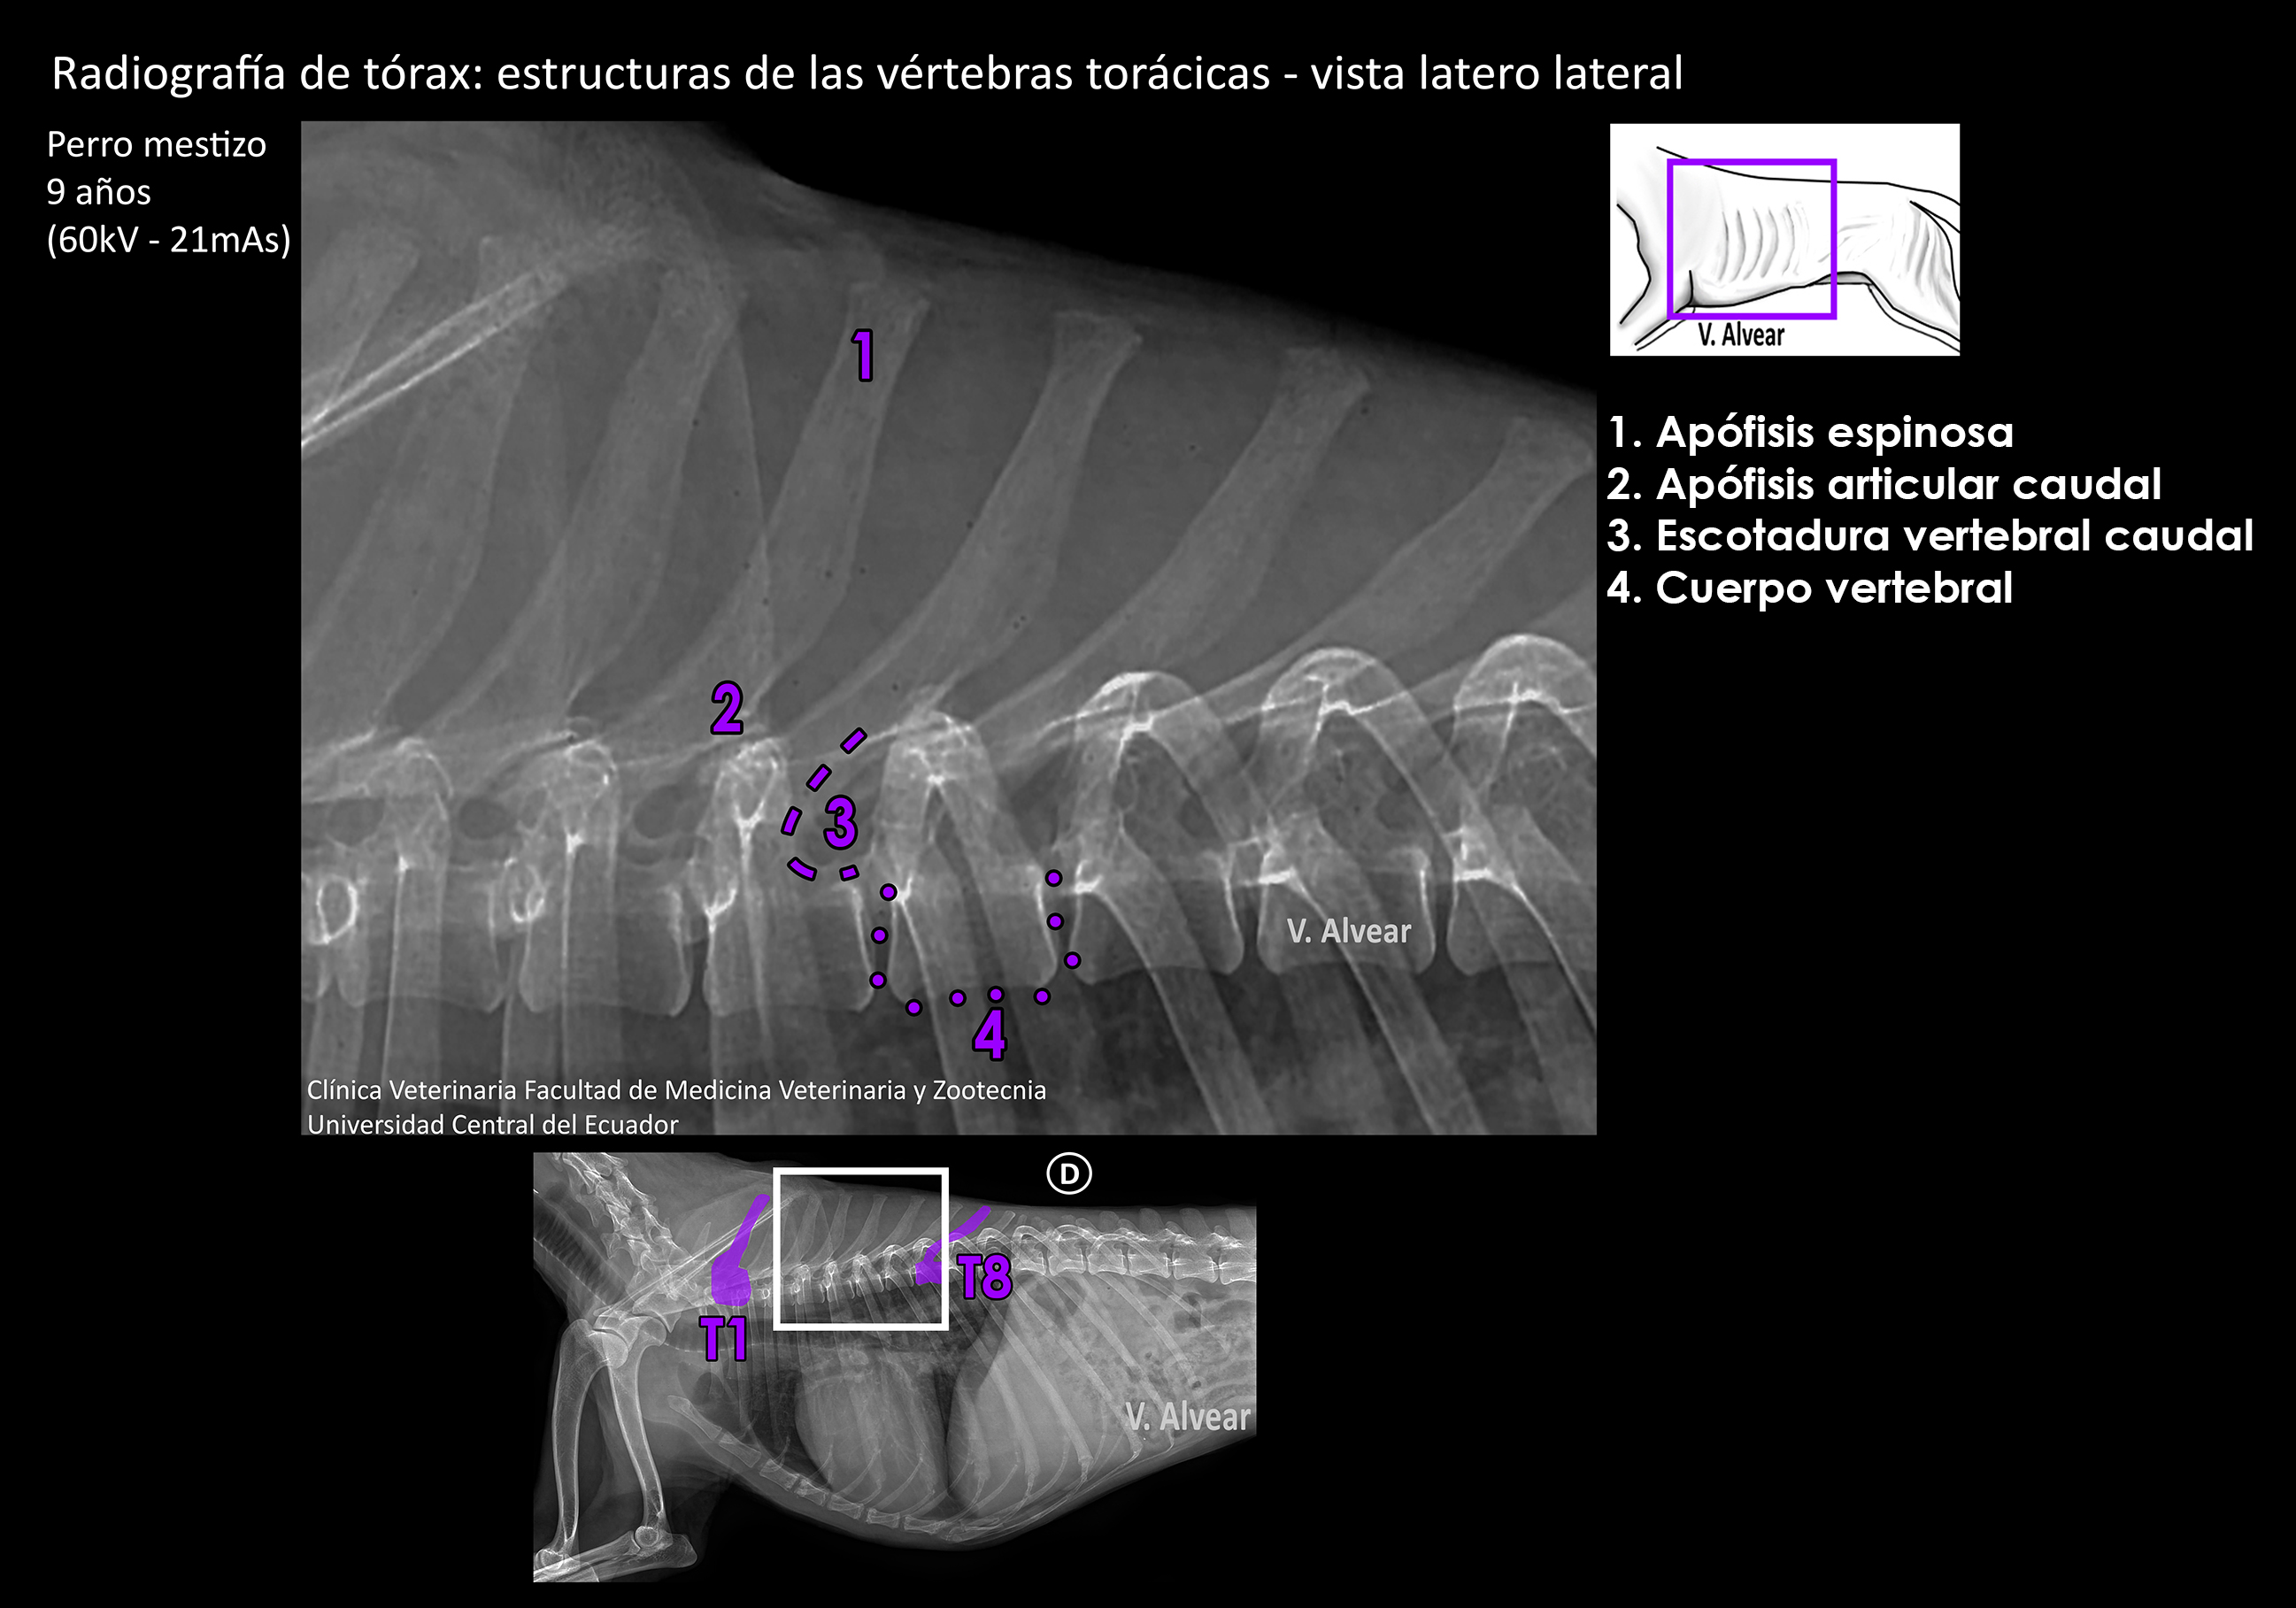 Radiografía de tórax: estructuras de las vértebras torácicas - vista latero lateral
Perro mestizo
9 años
(60kV - 21mAs)
V. Alvear
1. Apófisis espinosa
2. Apófisis articular caudal
3. Escotadura vertebral caudal
4. Cuerpo vertebral
1
2
3
4
V. Alvear
Clínica Veterinaria Facultad de Medicina Veterinaria y Zootecnia
Universidad Central del Ecuador
D
T8
T1
V. Alvear